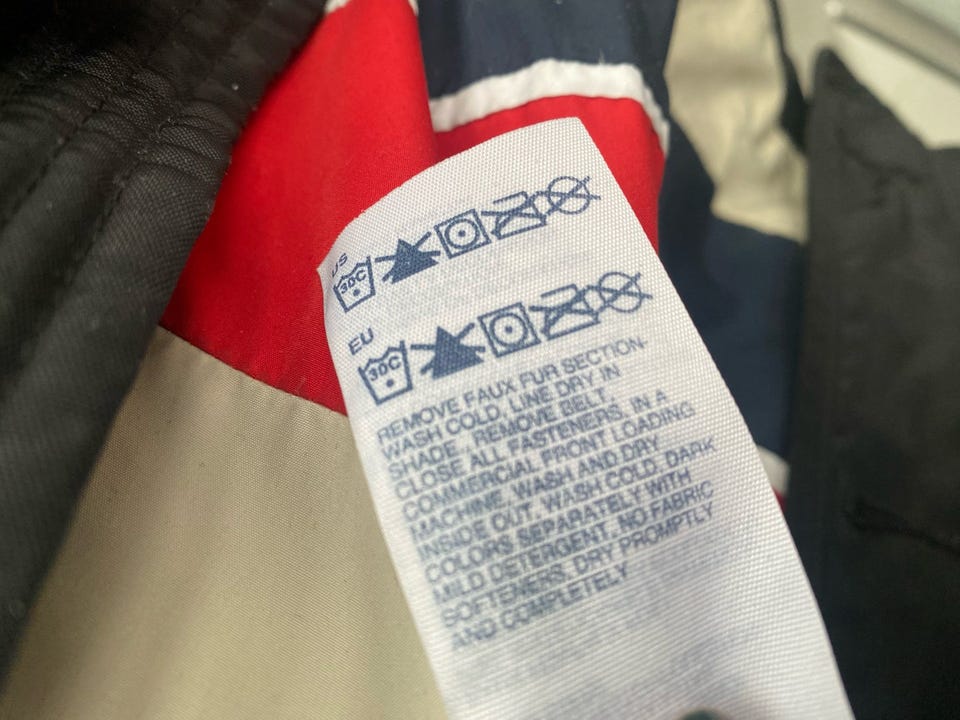 US
30C
EU
30C
REMOVE FAUX FUR SECTION-
WASH COLD, LINE DRY IN
SHADE, REMOVE BELT,
CLOSE ALL FASTENERS, IN A
COMMERCIAL FRONT LOADING
MACHINE, WASH AND DRY
INSIDE OUT, WASH COLD, DARK
COLORS SEPARATELY WITH
MILD DETERGENT, NO FABRIC
SOFTENERS, DRY PROMPTLY
AND COMPLETELY